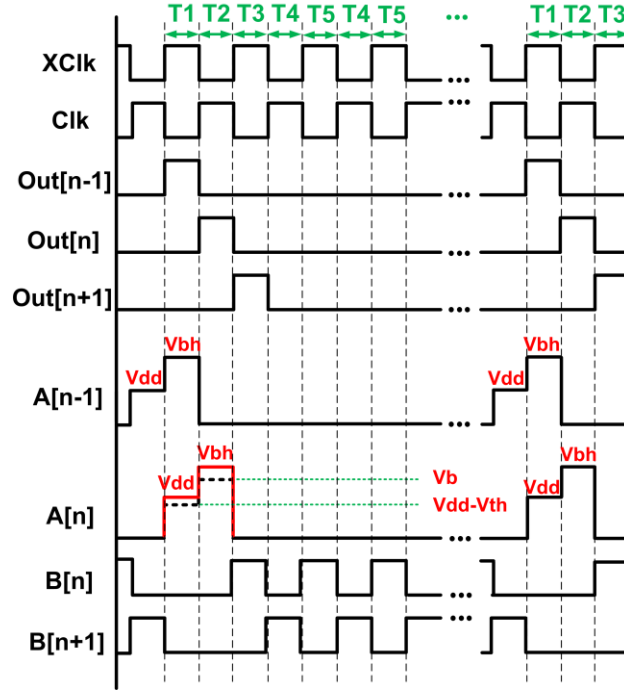 T1 T2 T3 T4 T5 T4 T5 ... T1 T2 T3
XClk ...
Clk ...
Out[n-1] ...
Out[n] ...
Out[n+1] ...
Vbh Vbh
Vdd Vdd
A[n-1] ...
Vbh Vbh
Vb
Vdd Vdd
Vdd-Vth
A[n] ...
B[n] ...
B[n+1] ...